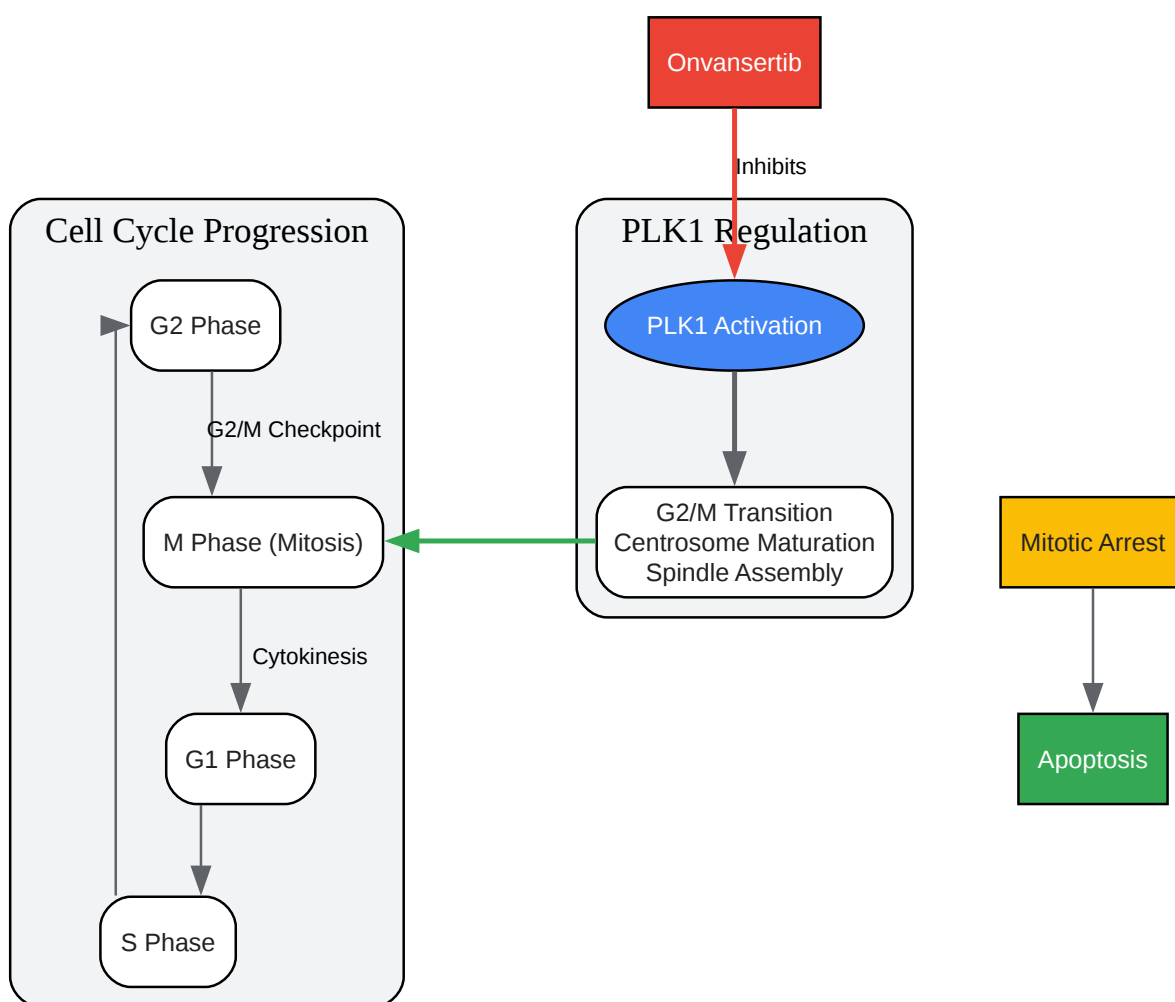 Onvansertib
Inhibits
Cell Cycle Progression
G2 Phase
G2/M Checkpoint
M Phase (Mitosis)
Cytokinesis
G1 Phase
S Phase
PLK1 Regulation
PLK1 Activation
G2/M Transition
Centrosome Maturation
Spindle Assembly
Mitotic Arrest
Apoptosis